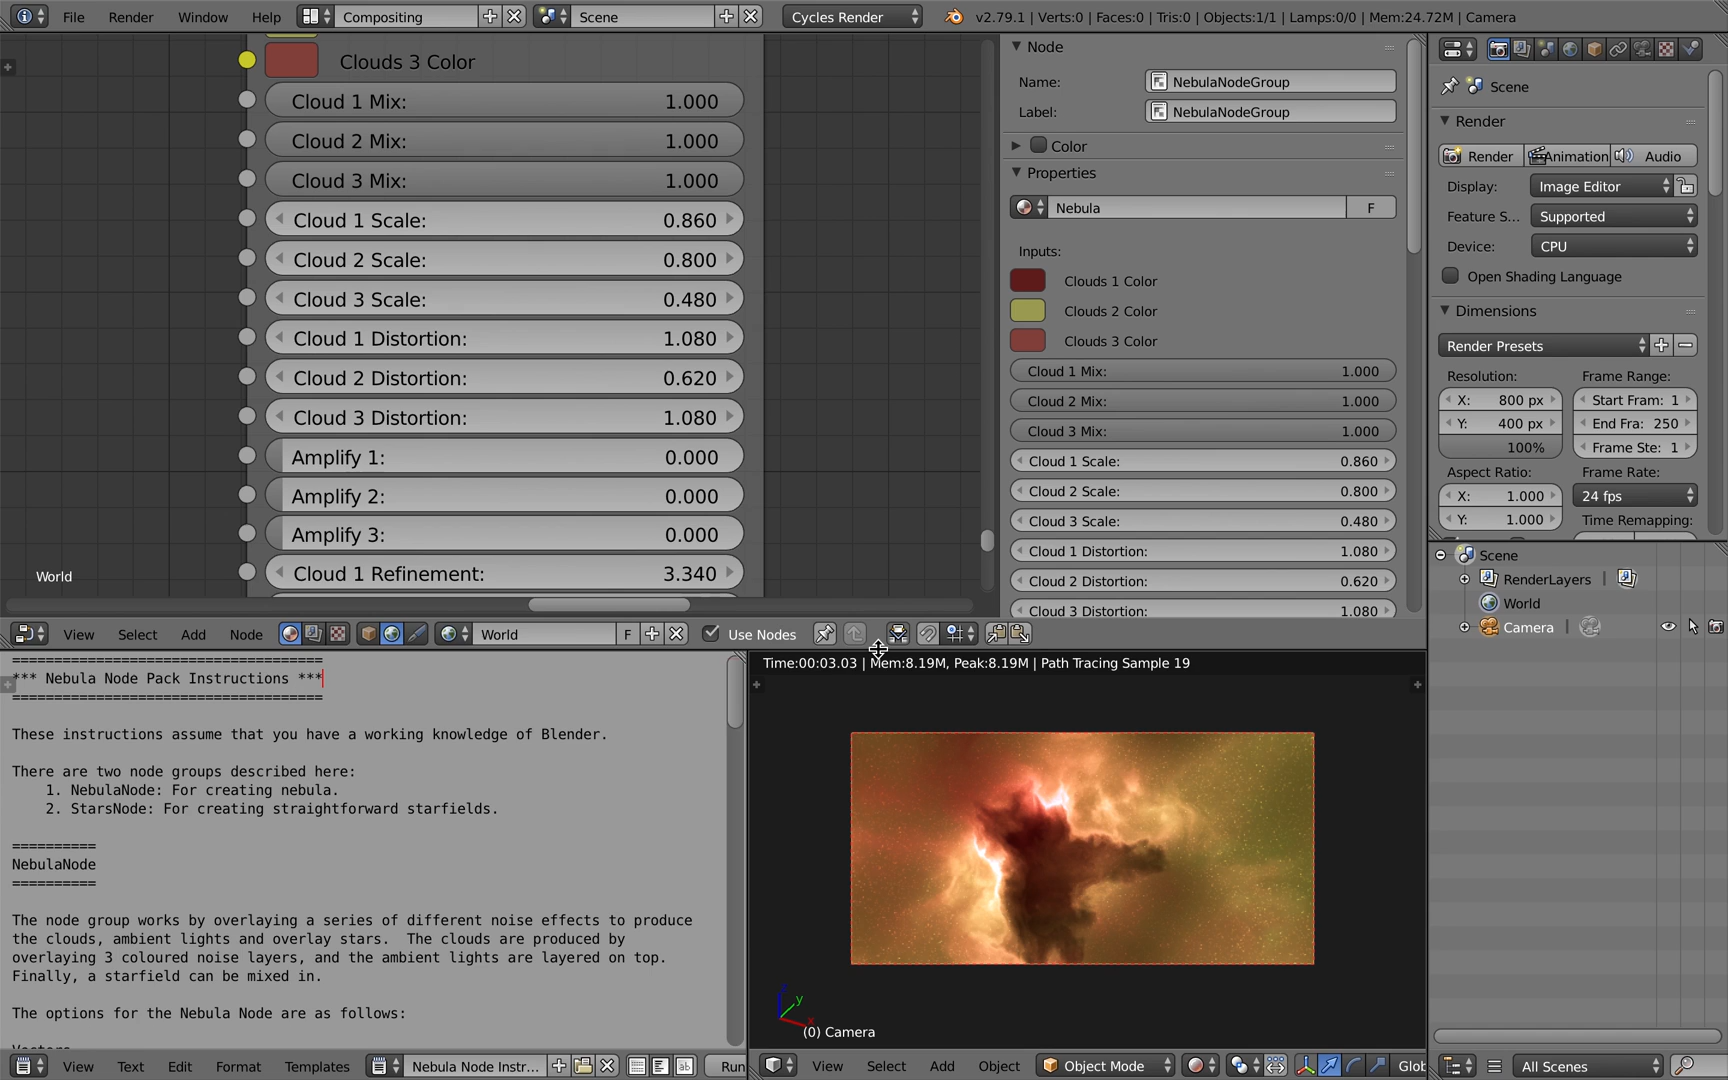 File Render Window Help Compositing Scene Cycles Render v2.79.1 | Verts:0 | Faces:0 | Tris:0 | Objects:1/1 | Lamps:0/0 | Mem:24.72M | Camera
Clouds 3 Color
Cloud 1 Mix: 1.000
Cloud 2 Mix: 1.000
Cloud 3 Mix: 1.000
Cloud 1 Scale: 0.860
Cloud 2 Scale: 0.800
Cloud 3 Scale: 0.480
Cloud 1 Distortion: 1.080
Cloud 2 Distortion: 0.620
Cloud 3 Distortion: 1.080
Amplify 1: 0.000
Amplify 2: 0.000
Amplify 3: 0.000
Cloud 1 Refinement: 3.340
World
Node
Name: NebulaNodeGroup
Label: NebulaNodeGroup
Color
Properties
Nebula F
Inputs:
Clouds 1 Color
Clouds 2 Color
Clouds 3 Color
Cloud 1 Mix: 1.000
Cloud 2 Mix: 1.000
Cloud 3 Mix: 1.000
Cloud 1 Scale: 0.860
Cloud 2 Scale: 0.800
Cloud 3 Scale: 0.480
Cloud 1 Distortion: 1.080
Cloud 2 Distortion: 0.620
Cloud 3 Distortion: 1.080
Scene
Render
Render Animation Audio
Display: Image Editor
Feature S... Supported
Device: CPU
Open Shading Language
Dimensions
Render Presets
Resolution: Frame Range:
X: 800 px Start Fram: 1
Y: 400 px End Fra: 250
100% Frame Ste: 1
Aspect Ratio: Frame Rate:
X: 1.000 24 fps
Y: 1.000 Time Remapping:
Scene
RenderLayers
World
Camera
View Select Add Node World F Use Nodes
====================================
*** Nebula Node Pack Instructions ***
====================================
These instructions assume that you have a working knowledge of Blender.
There are two node groups described here:
1. NebulaNode: For creating nebula.
2. StarsNode: For creating straightforward starfields.
==========
NebulaNode
==========
The node group works by overlaying a series of different noise effects to produce
the clouds, ambient lights and overlay stars. The clouds are produced by
overlaying 3 coloured noise layers, and the ambient lights are layered on top.
Finally, a starfield can be mixed in.
The options for the Nebula Node are as follows:
Time:00:03.03 | Mem:8.19M, Peak:8.19M | Path Tracing Sample 19
z
y
x
(0) Camera
View Text Edit Format Templates Nebula Node Instr... Run
View Select Add Object Object Mode Glob
All Scenes